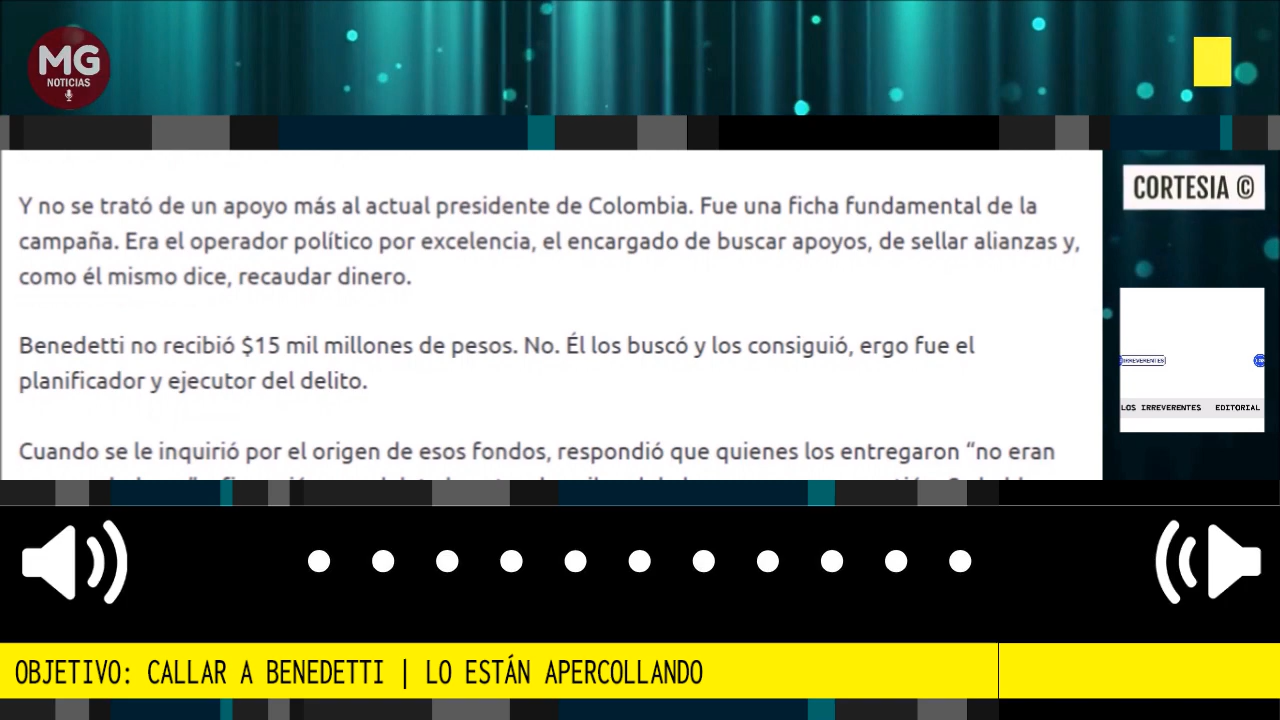 MG
NOTICIAS
CORTESIA ©
Y no se trató de un apoyo más al actual presidente de Colombia. Fue una ficha fundamental de la
campaña. Era el operador político por excelencia, el encargado de buscar apoyos, de sellar alianzas y,
como él mismo dice, recaudar dinero.
Benedetti no recibió $15 mil millones de pesos. No. Él los buscó y los consiguió, ergo fue el
planificador y ejecutor del delito.
Cuando se le inquirió por el origen de esos fondos, respondió que quienes los entregaron “no eran
IRREVERENTES
LOS IRREVERENTES EDITORIAL
OBJETIVO: CALLAR A BENEDETTI | LO ESTÁN APERCOLLANDO